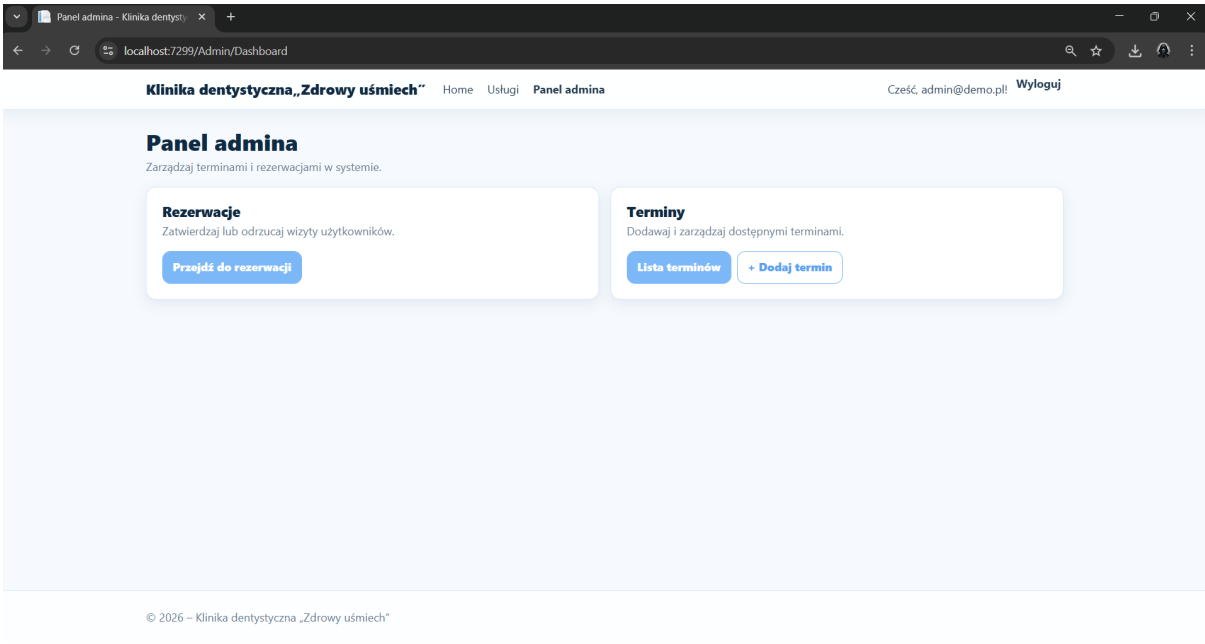 Panel admina - Klinika dentysty
localhost:7299/Admin/Dashboard
Klinika dentystyczna„Zdrowy uśmiech” Home Usługi Panel admina Cześć, admin@demo.pl! Wyloguj
Panel admina
Zarządzaj terminami i rezerwacjami w systemie.
Rezerwacje
Zatwierdzaj lub odrzucaj wizyty użytkowników.
Przejdź do rezerwacji
Terminy
Dodawaj i zarządzaj dostępnymi terminami.
Lista terminów + Dodaj termin
© 2026 – Klinika dentystyczna „Zdrowy uśmiech”